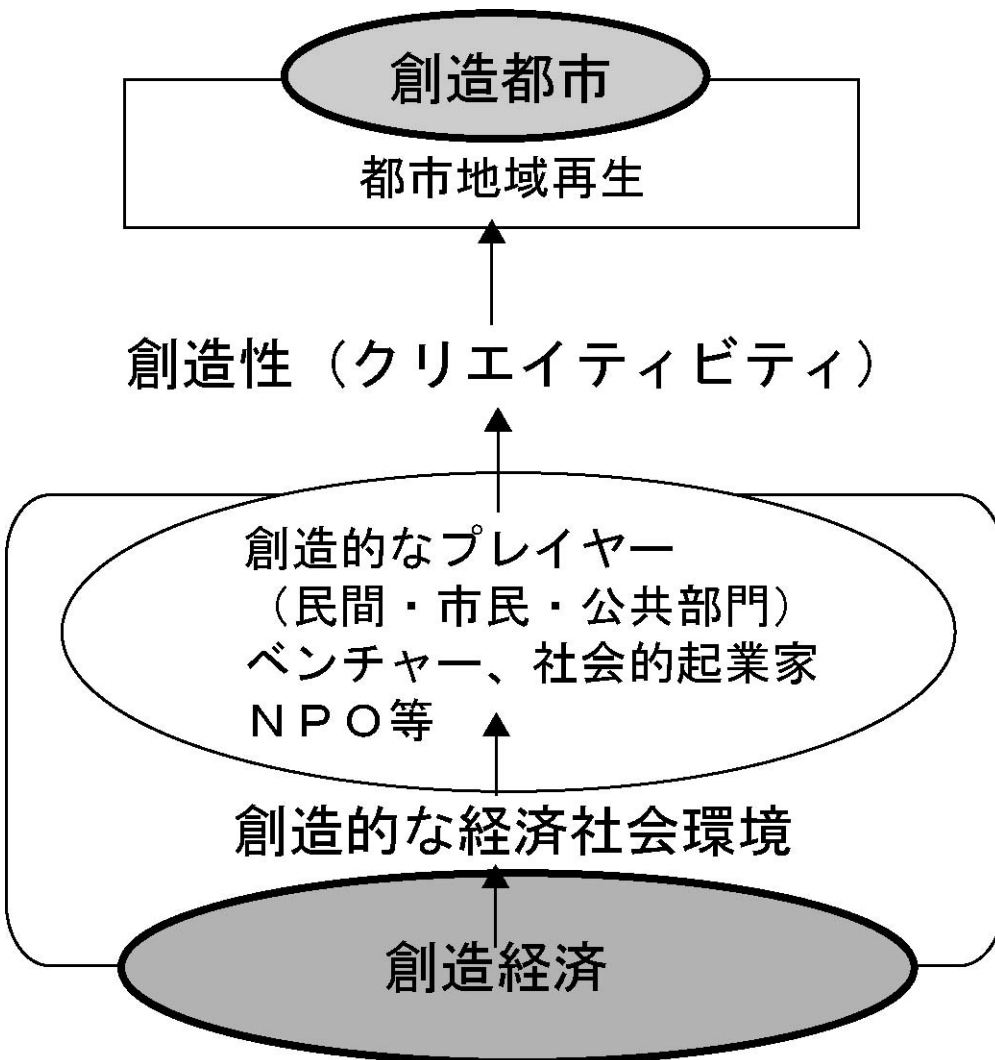 創造都市
都市地域再生
創造性（クリエイティビティ）
創造的なプレイヤー
（民間・市民・公共部門）
ベンチャー、社会的起業家
ＮＰＯ等
創造的な経済社会環境
創造経済